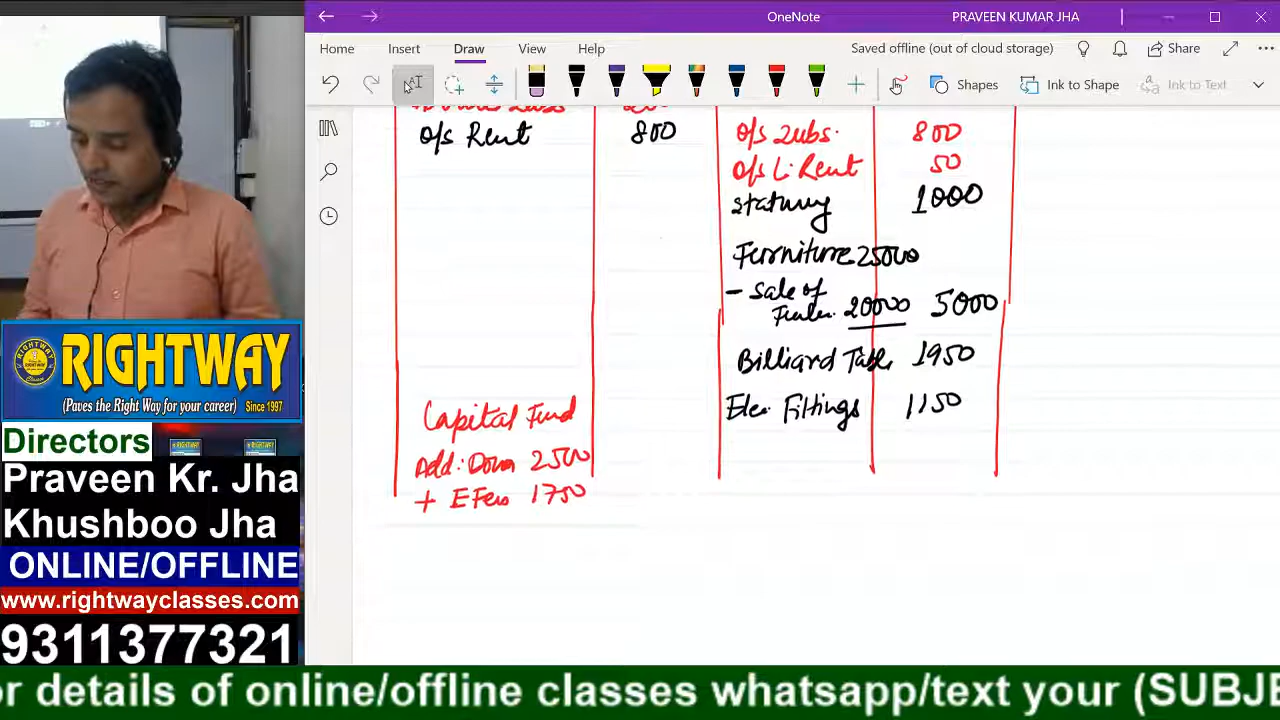 OneNote
PRAVEEN KUMAR JHA
Home Insert Draw View Help
Saved offline (out of cloud storage)
Share
Shapes
Ink to Shape
Ink to Text
o/s Rent 800
o/s Subs. 800
o/s L. Rent 50
1000
Furniture 25000
- Sale of
20000 5000
Billiard Table 1950
Elec. Fittings 1150
Capital Fund
Add: Don 2500
+ E Fees 1750
RIGHTWAY
(Paves the Right Way for your career) Since 1997
Directors
Praveen Kr. Jha
Khushboo Jha
ONLINE/OFFLINE
www.rightwayclasses.com
9311377321
or details of online/offline classes whatsapp/text your (SUBJE